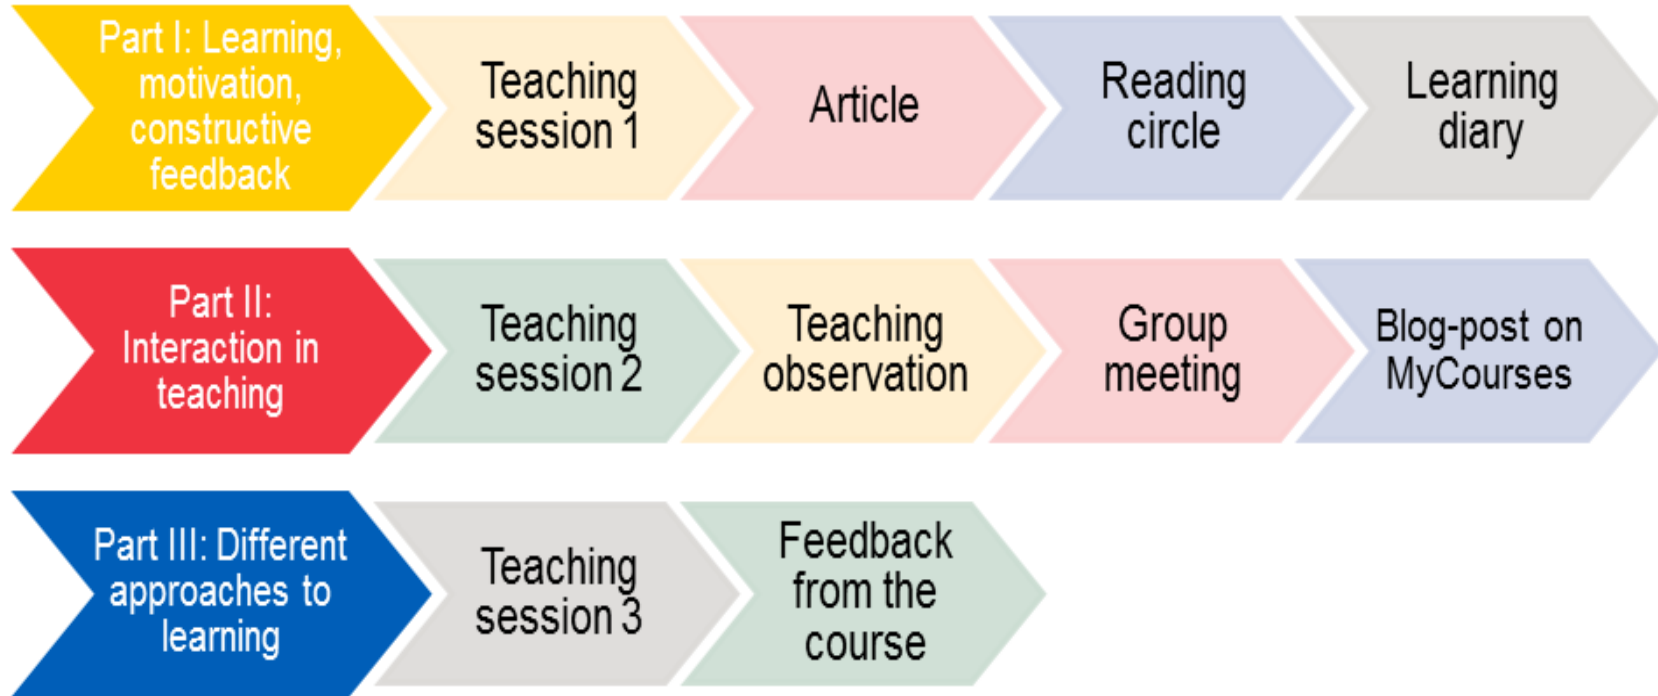 Part I: Learning,
motivation,
constructive
feedback
Teaching
session 1
Article
Reading
circle
Learning
diary
Part II:
Interaction in
teaching
Teaching
session 2
Teaching
observation
Group
meeting
Blog-post on
MyCourses
Part III: Different
approaches to
learning
Teaching
session 3
Feedback
from the
course